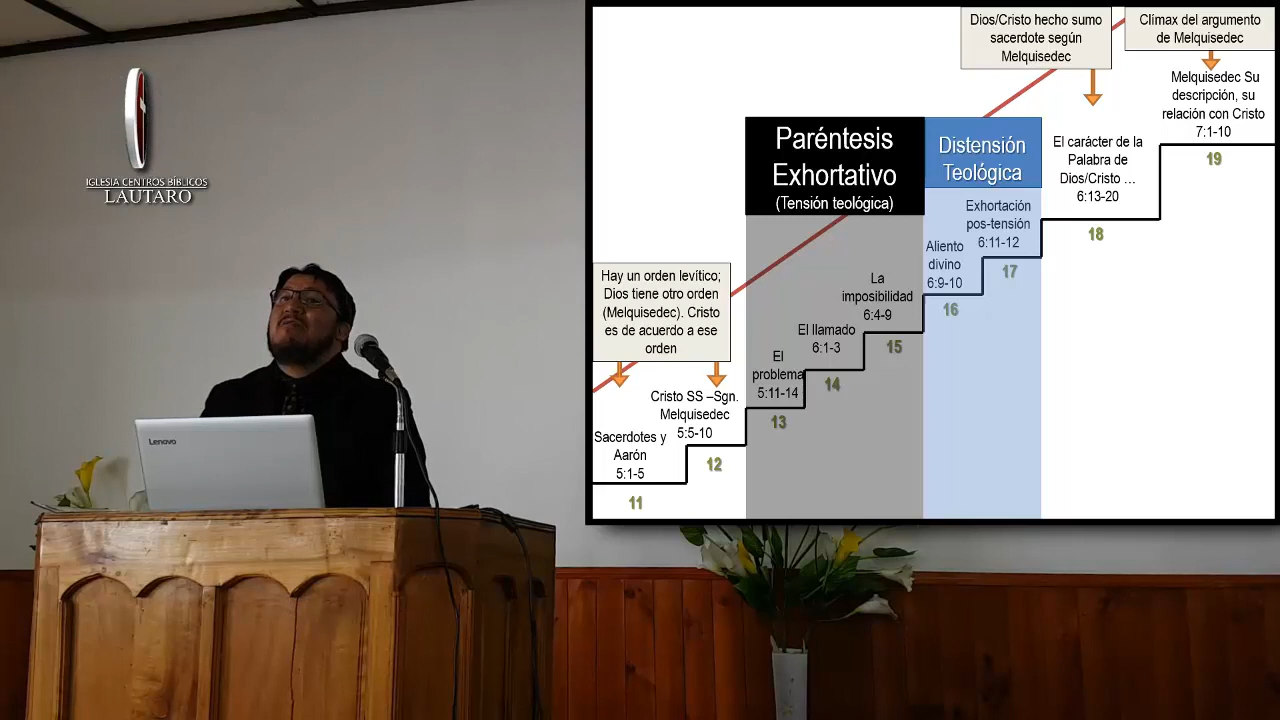 IGLESIA CENTROS BÍBLICOS
LAUTARO
Lenovo
Dios/Cristo hecho sumo
sacerdote según
Melquisedec
Clímax del argumento
de Melquisedec
Melquisedec Su
descripción, su
relación con Cristo
7:1-10
19
Paréntesis
Exhortativo
(Tensión teológica)
Distensión
Teológica
El carácter de la
Palabra de
Dios/Cristo ...
6:13-20
18
Exhortación
pos-tensión
6:11-12
17
Aliento
divino
6:9-10
16
La
imposibilidad
6:4-9
15
El llamado
6:1-3
14
El
problema
5:11-14
13
Hay un orden levítico;
Dios tiene otro orden
(Melquisedec). Cristo
es de acuerdo a ese
orden
Cristo SS –Sgn.
Melquisedec
5:5-10
12
Sacerdotes y
Aarón
5:1-5
11